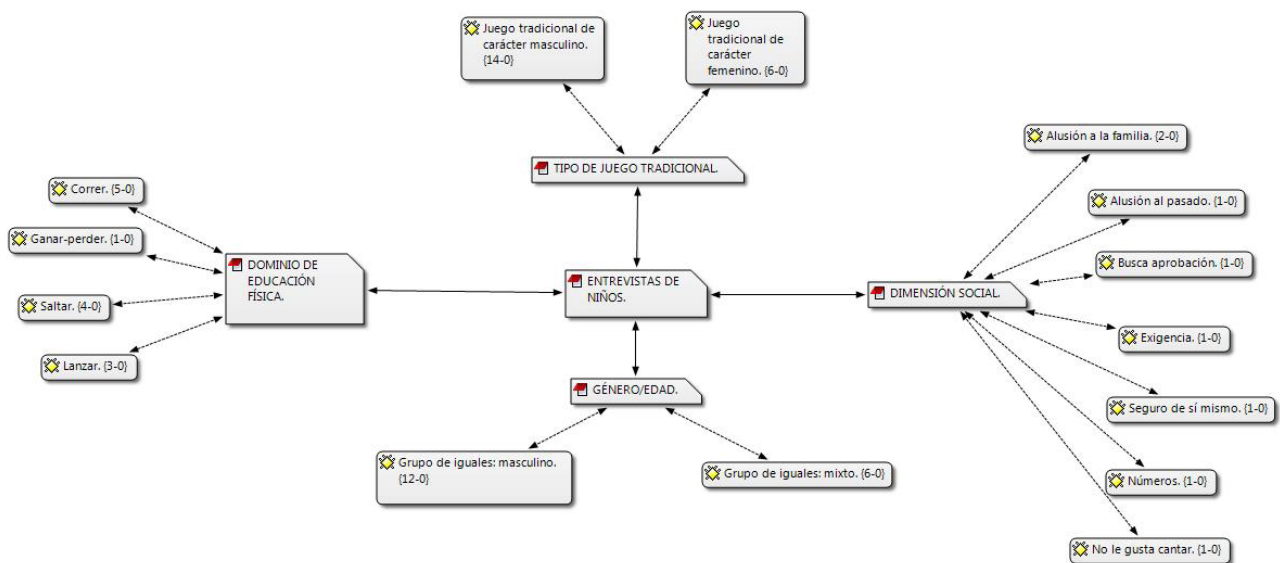 Juego tradicional de
carácter masculino.
{14-0}
Juego
tradicional de
carácter
femenino. {6-0}
TIPO DE JUEGO TRADICIONAL.
Correr. {5-0}
Ganar-perder. {1-0}
Saltar. {4-0}
Lanzar. {3-0}
DOMINIO DE
EDUCACIÓN
FÍSICA.
ENTREVISTAS DE
NIÑOS.
DIMENSIÓN SOCIAL.
Alusión a la familia. {2-0}
Alusión al pasado. {1-0}
Busca aprobación. {1-0}
Exigencia. {1-0}
Seguro de sí mismo. {1-0}
Números. {1-0}
No le gusta cantar. {1-0}
GÉNERO/EDAD.
Grupo de iguales: masculino.
{12-0}
Grupo de iguales: mixto. {6-0}